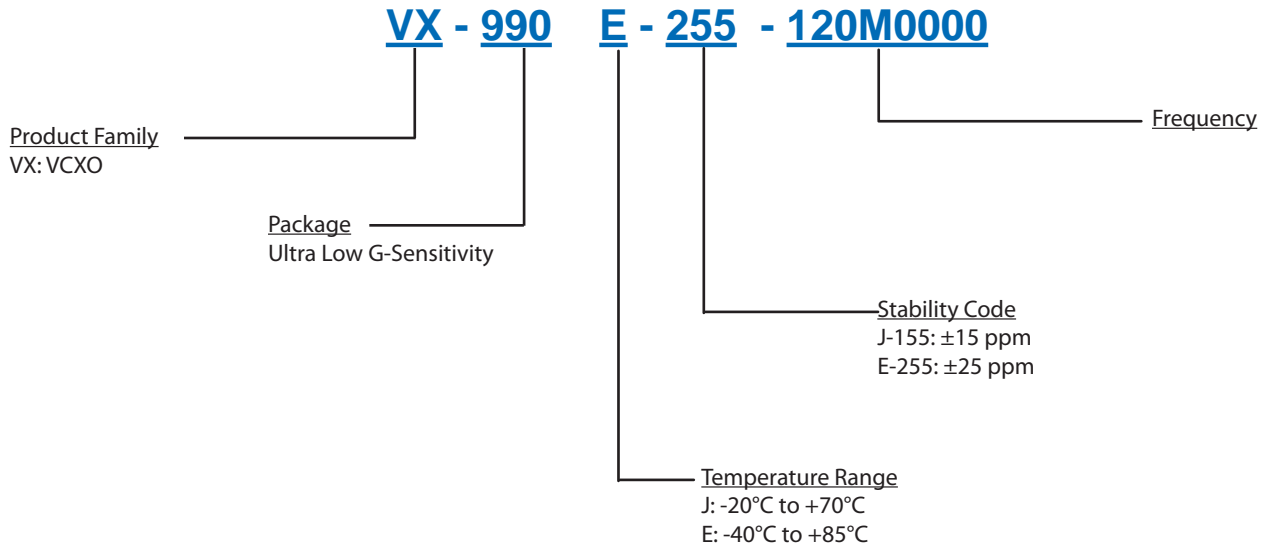 VX - 990 E - 255 - 120M0000
Product Family
VX: VCXO
Frequency
Package
Ultra Low G-Sensitivity
Stability Code
J-155: ±15 ppm
E-255: ±25 ppm
Temperature Range
J: -20°C to +70°C
E: -40°C to +85°C